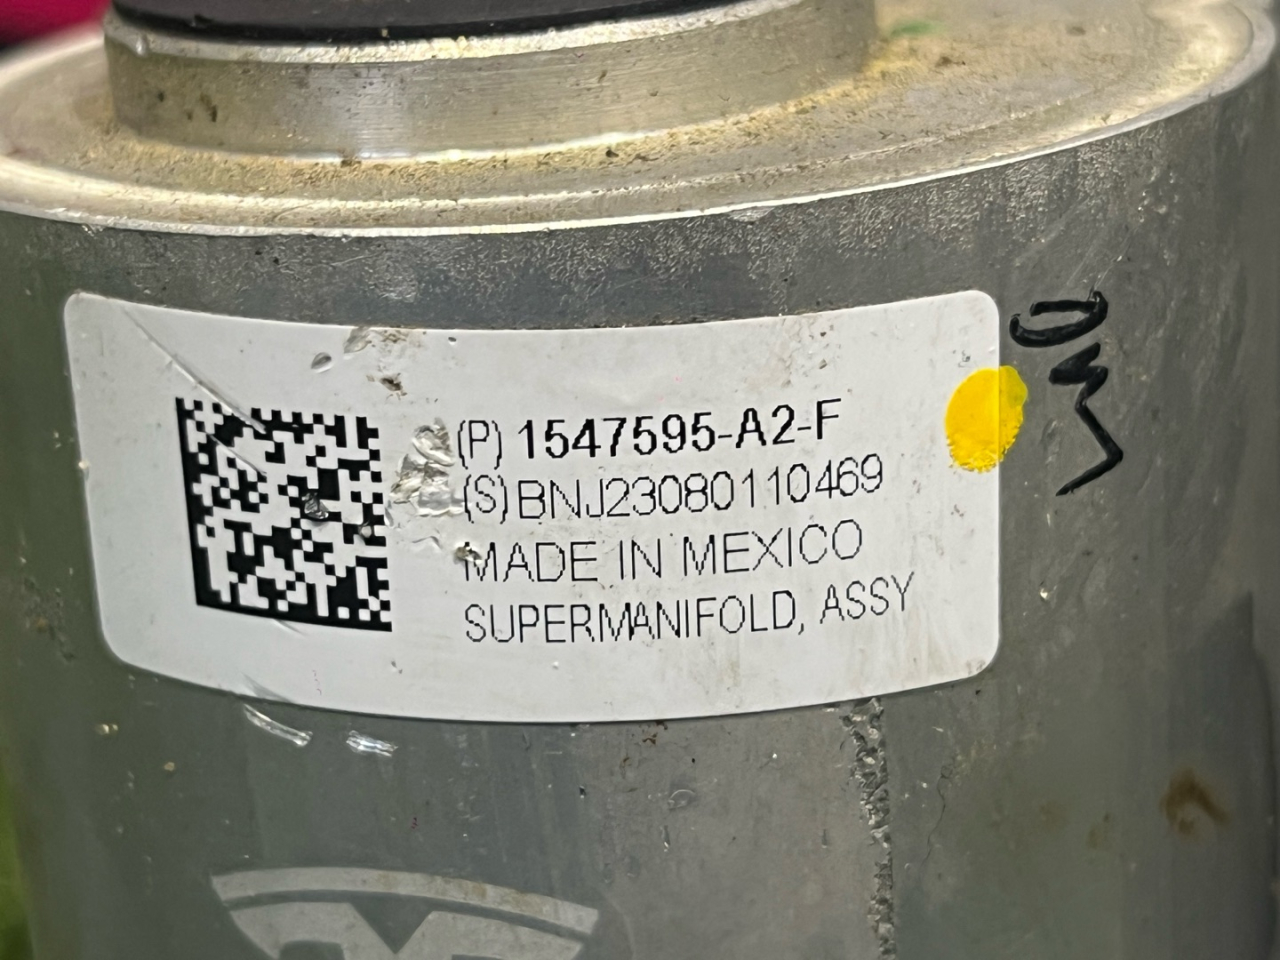 (P) 1547595-A2-F
(S) BNJ23080110469
MADE IN MEXICO
SUPERMANIFOLD, ASSY